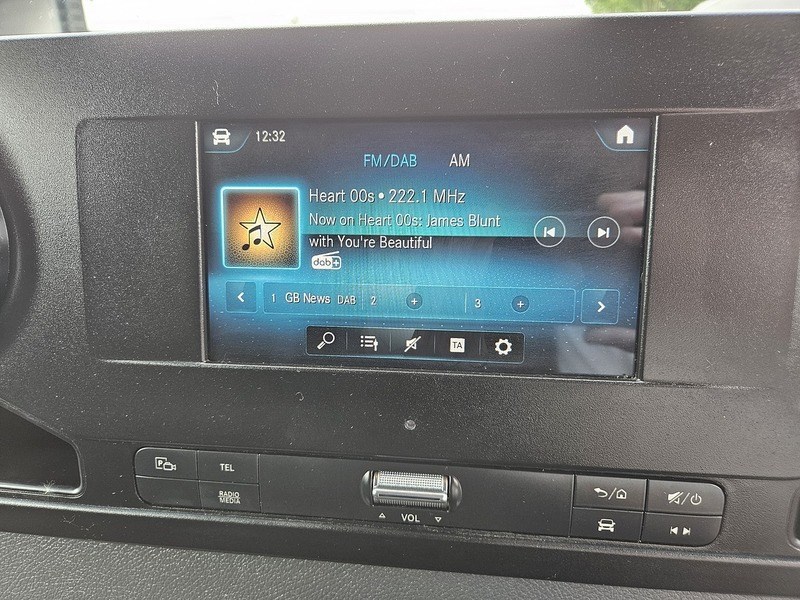 12:32
FM/DAB AM
Heart 00s • 222.1 MHz
Now on Heart 00s: James Blunt
with You're Beautiful
dab+
1 GB News DAB 2 + 3 +
TA
P TEL
RADIO
MEDIA
VOL